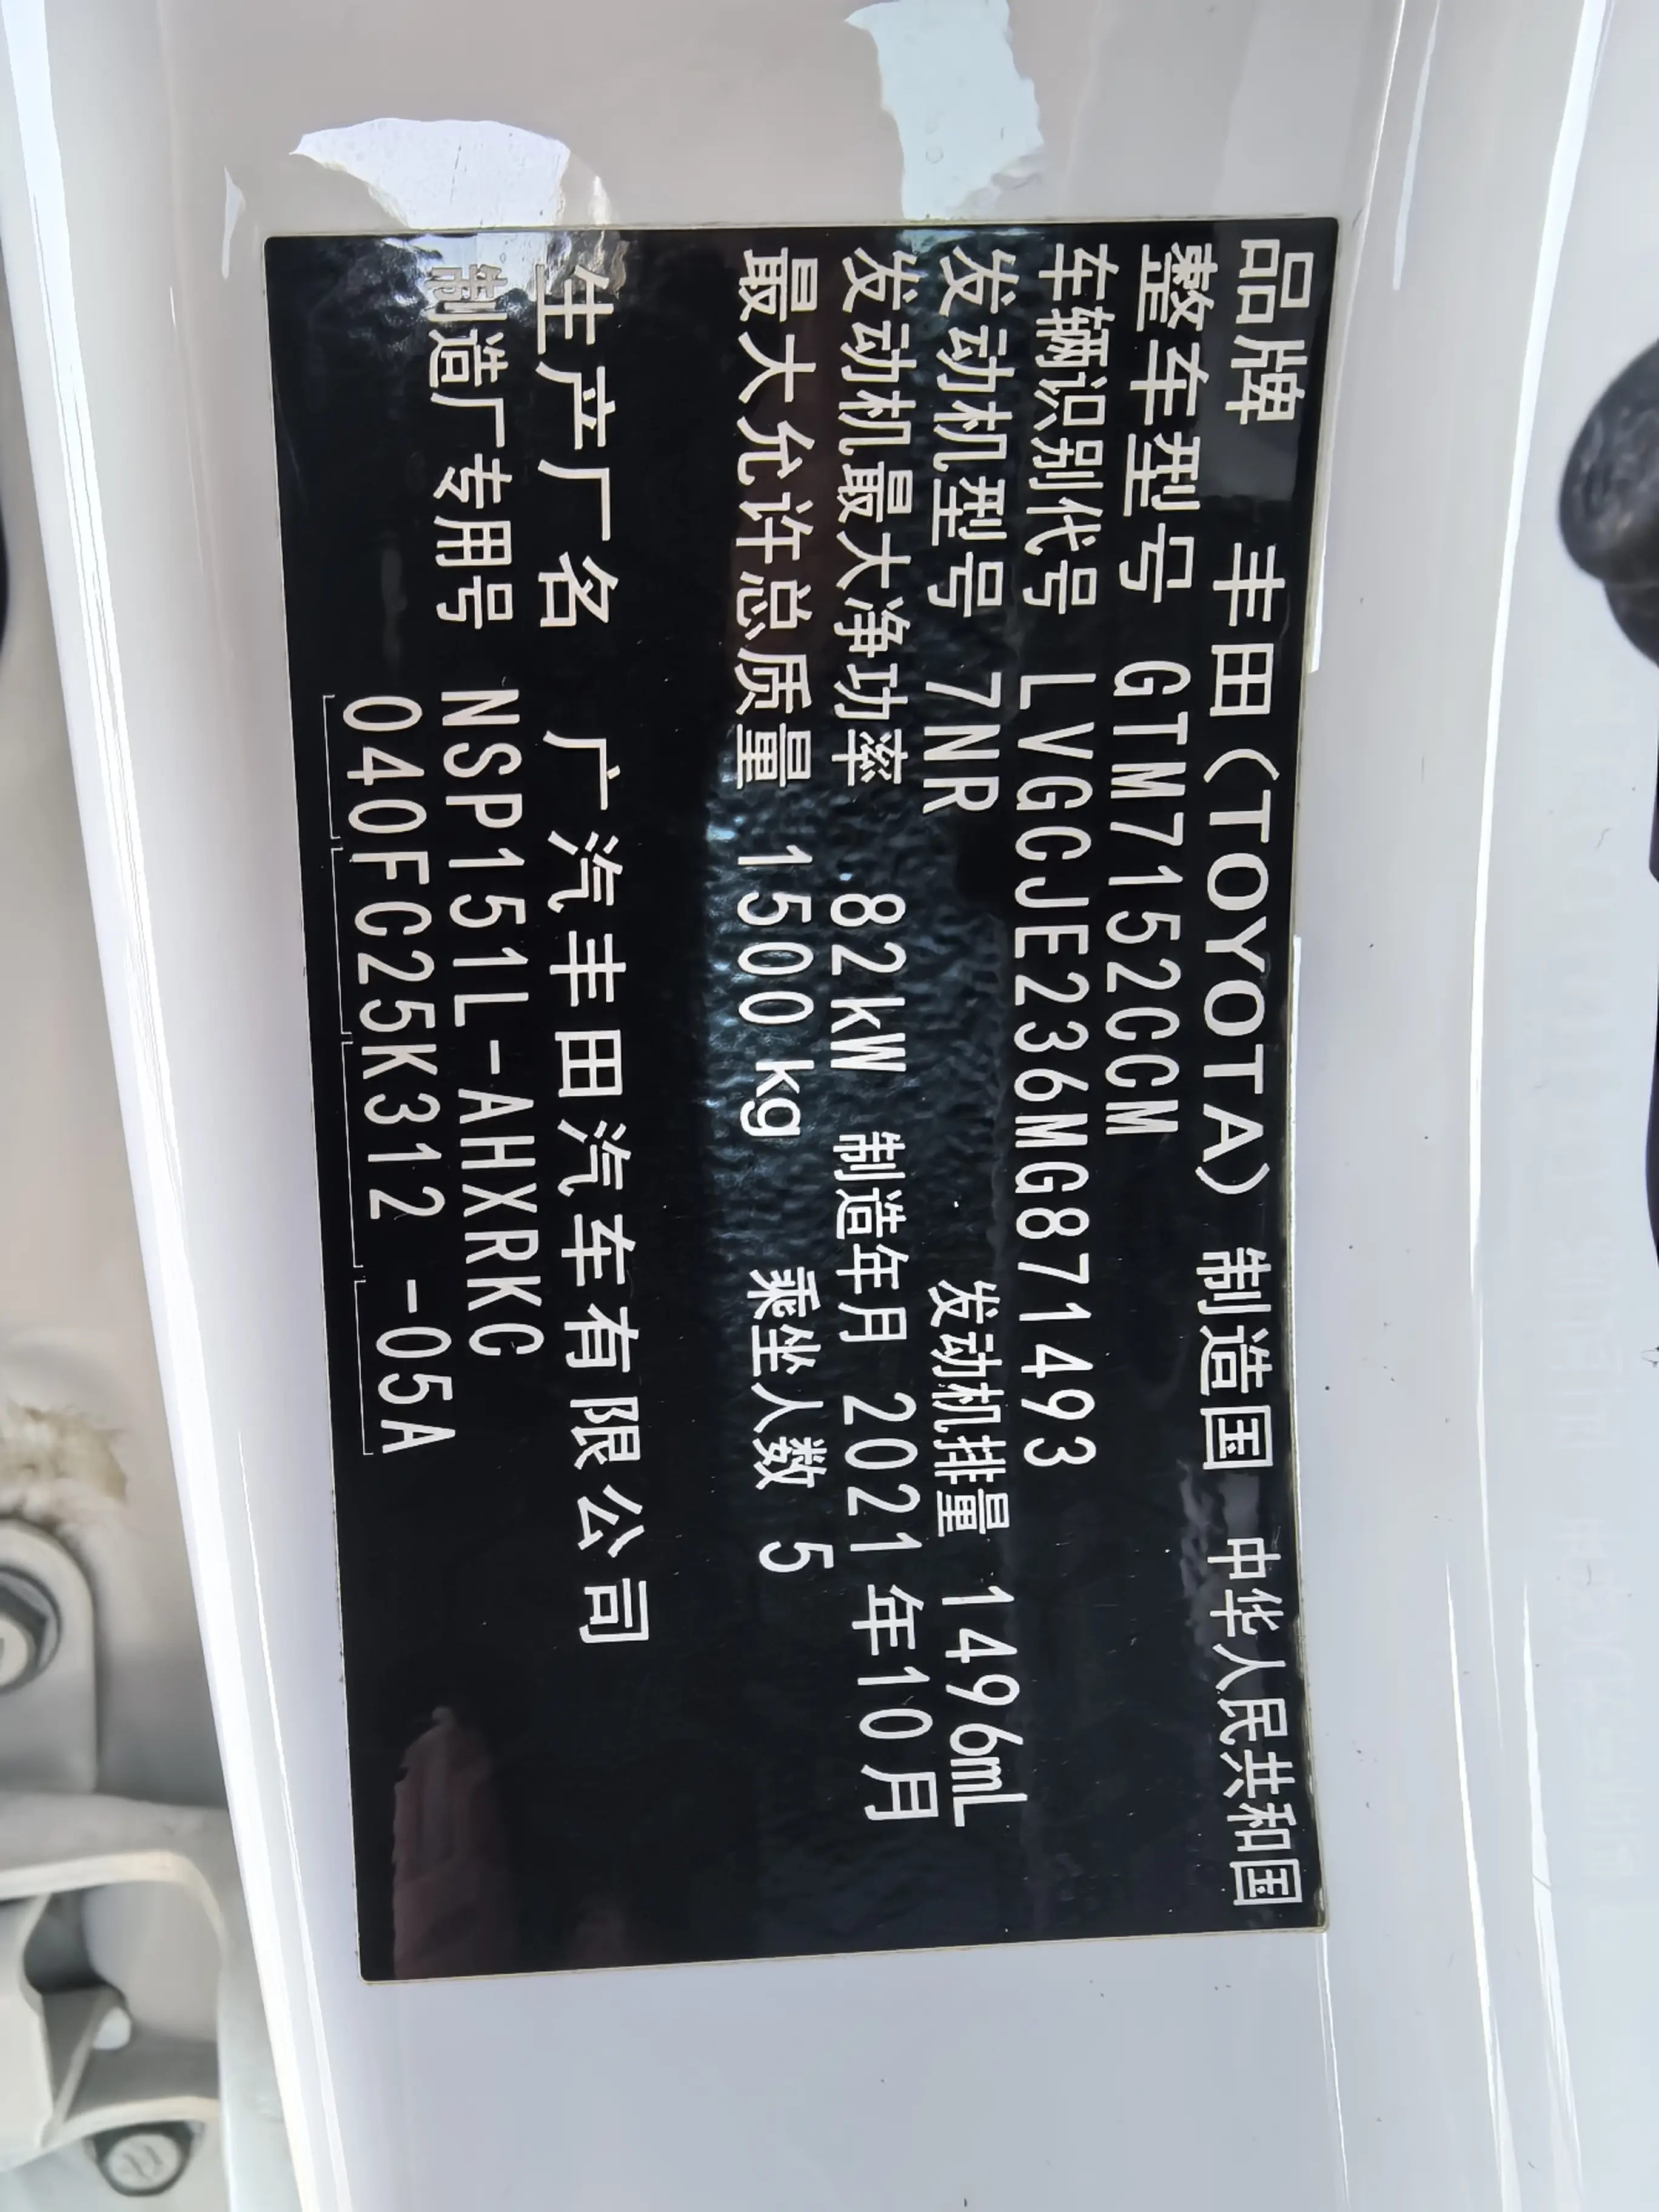 品牌 丰田(TOYOTA) 制造国 中华人民共和国
整车型号 GTM7152CCM
车辆识别代号 LVGCJE236MG871493
发动机型号 7NR 发动机排量 1496mL
发动机最大净功率 82kW 制造年月 2021年10月
最大允许总质量 1500kg 乘坐人数 5
生产厂名 广汽丰田汽车有限公司
制造厂专用号 NSP151L-AHXRKC
040FC25K312 -05A